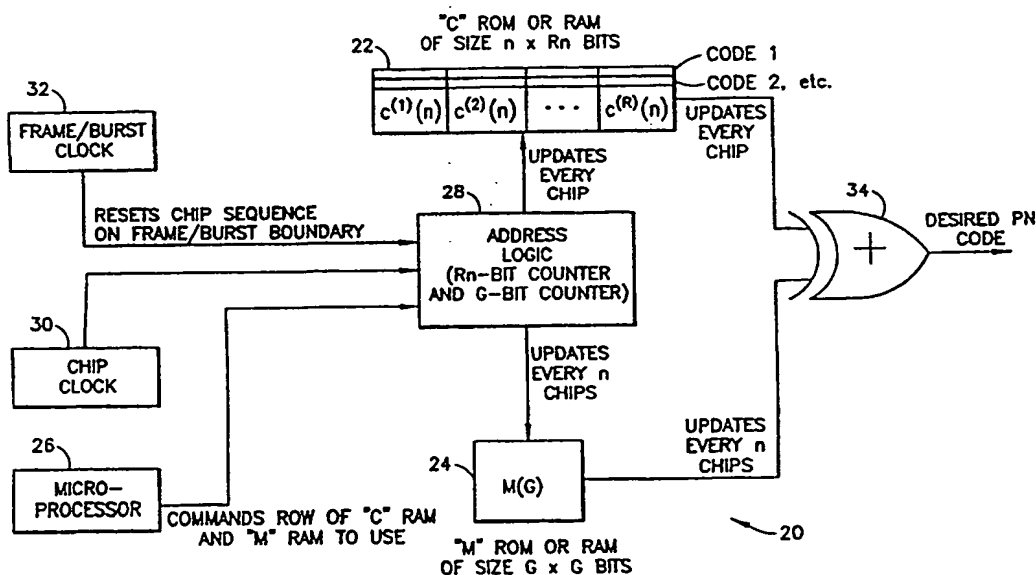 "C" ROM OR RAM
OF SIZE n x Rn BITS
22
CODE 1
CODE 2, etc.
c(1)(n) c(2)(n) ... c(R)(n)
32
FRAME/BURST
CLOCK
UPDATES
EVERY
CHIP
UPDATES
EVERY
CHIP
RESETS CHIP SEQUENCE
ON FRAME/BURST BOUNDARY
28
ADDRESS
LOGIC
(Rn-BIT COUNTER
AND G-BIT COUNTER)
34
+
DESIRED PN
CODE
30
CHIP
CLOCK
UPDATES
EVERY n
CHIPS
26
MICRO-
PROCESSOR
COMMANDS ROW OF "C" RAM
AND "M" RAM TO USE
24
M(G)
UPDATES
EVERY n
CHIPS
"M" ROM OR RAM
OF SIZE G x G BITS
20